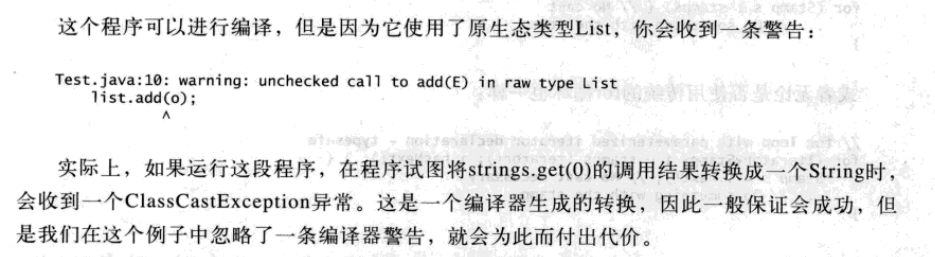 这个程序可以进行编译，但是因为它使用了原生态类型List，你会收到一条警告：
Test.java:10: warning: unchecked call to add(E) in raw type List
list.add(o);
^
实际上，如果运行这段程序，在程序试图将strings.get(0)的调用结果转换成一个String时，
会收到一个ClassCastException异常。这是一个编译器生成的转换，因此一般保证会成功，但
是我们在这个例子中忽略了一条编译器警告，就会为此而付出代价。